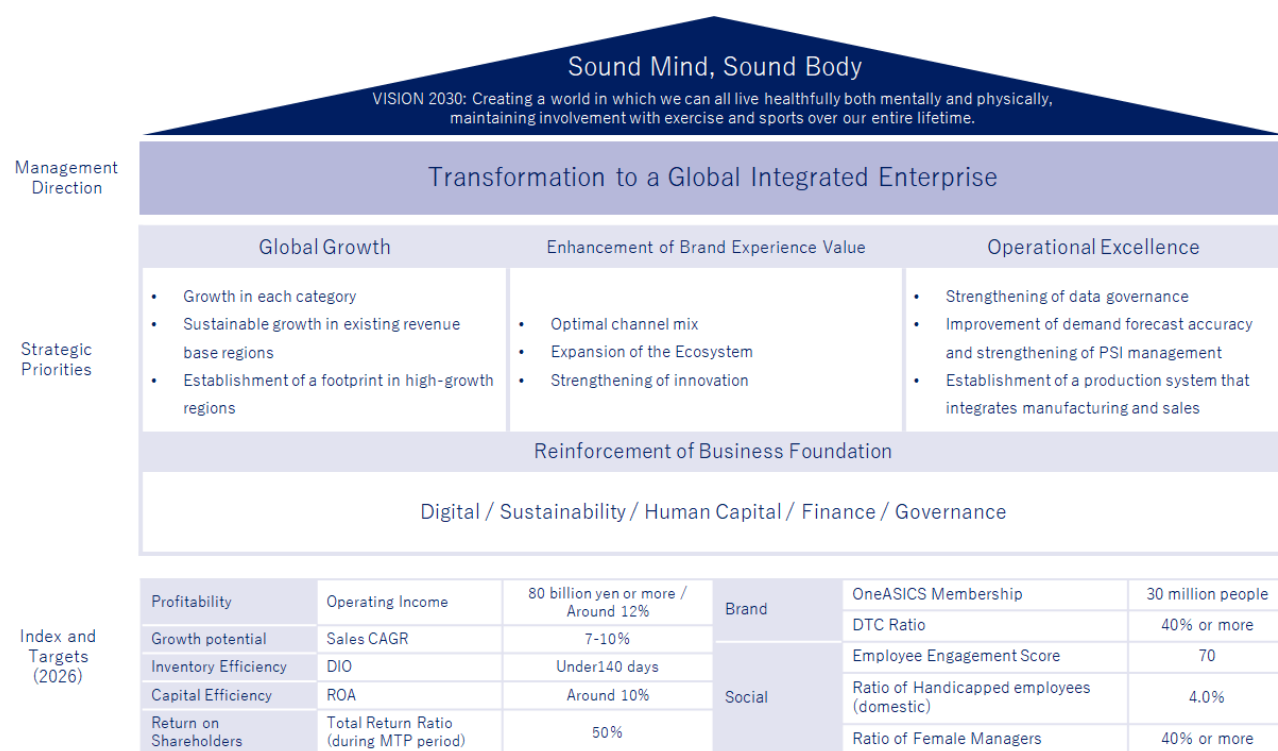 Sound Mind, Sound Body
VISION 2030: Creating a world in which we can all live healthfully both mentally and physically,
maintaining involvement with exercise and sports over our entire lifetime.
Management
Direction
Transformation to a Global Integrated Enterprise
Strategic
Priorities
Global Growth
• Growth in each category
• Sustainable growth in existing revenue
base regions
• Establishment of a footprint in high-growth
regions
Enhancement of Brand Experience Value
• Optimal channel mix
• Expansion of the Ecosystem
• Strengthening of innovation
Operational Excellence
• Strengthening of data governance
• Improvement of demand forecast accuracy
and strengthening of PSI management
• Establishment of a production system that
integrates manufacturing and sales
Reinforcement of Business Foundation
Digital / Sustainability / Human Capital / Finance / Governance
Index and
Targets
(2026)
Profitability
Operating Income
80 billion yen or more /
Around 12%
Growth potential
Sales CAGR
7-10%
Inventory Efficiency
DIO
Under140 days
Capital Efficiency
ROA
Around 10%
Return on
Shareholders
Total Return Ratio
(during MTP period)
50%
Brand
OneASICS Membership
30 million people
DTC Ratio
40% or more
Social
Employee Engagement Score
70
Ratio of Handicapped employees
(domestic)
4.0%
Ratio of Female Managers
40% or more